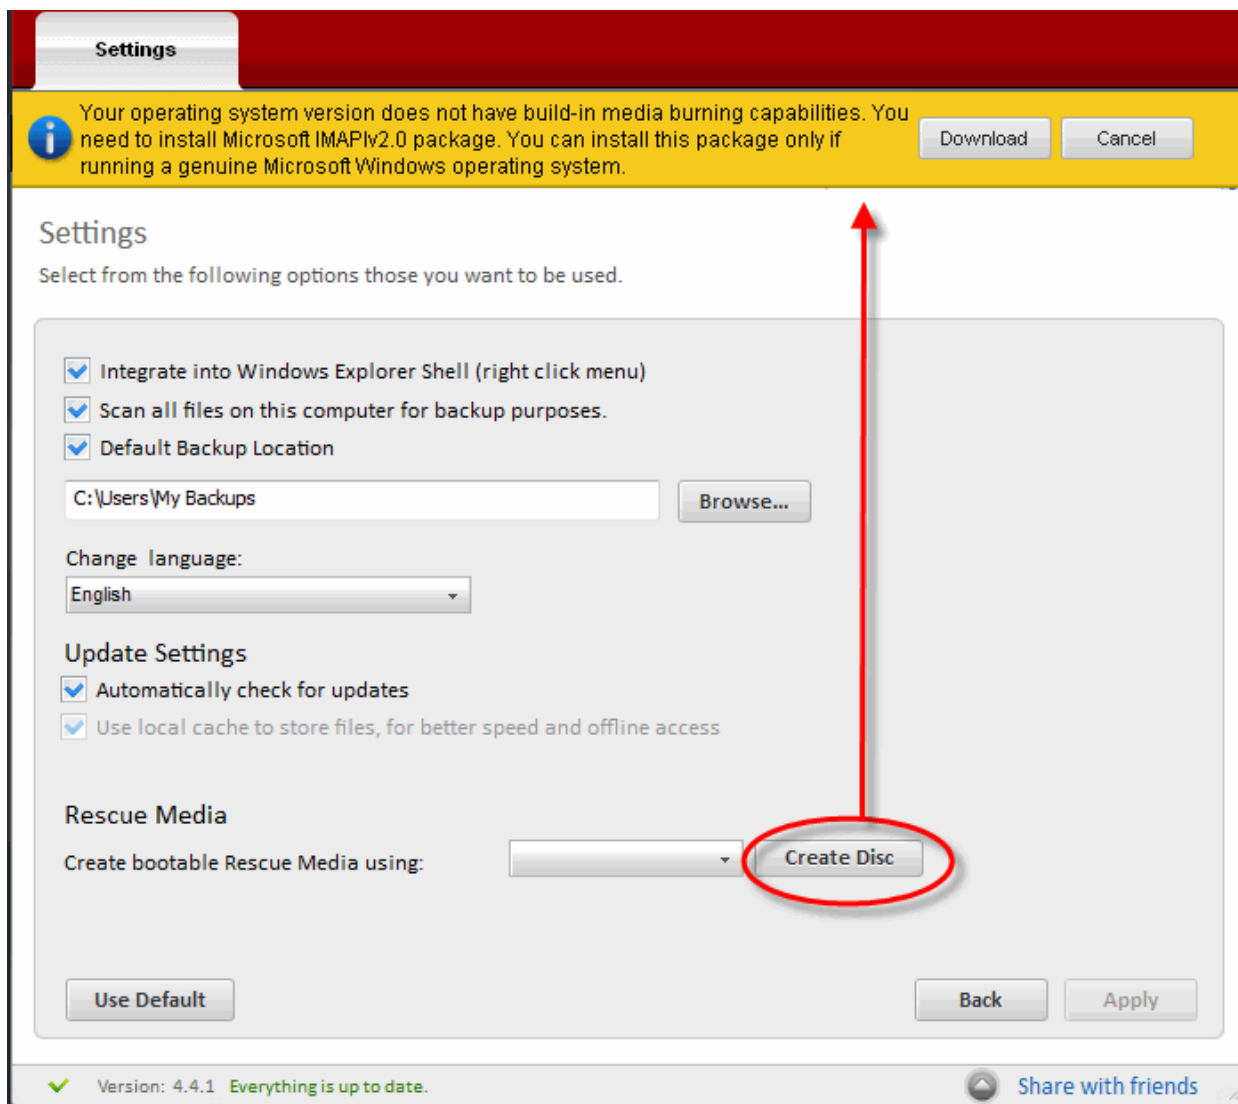 Settings
Your operating system version does not have build-in media burning capabilities. You
need to install Microsoft IMAPIv2.0 package. You can install this package only if
running a genuine Microsoft Windows operating system.
Download
Cancel
Settings
Select from the following options those you want to be used.
Integrate into Windows Explorer Shell (right click menu)
Scan all files on this computer for backup purposes.
Default Backup Location
C:\Users\My Backups
Browse...
Change language:
English
Update Settings
Automatically check for updates
Use local cache to store files, for better speed and offline access
Rescue Media
Create bootable Rescue Media using:
Create Disc
Use Default
Back
Apply
Version: 4.4.1 Everything is up to date.
Share with friends